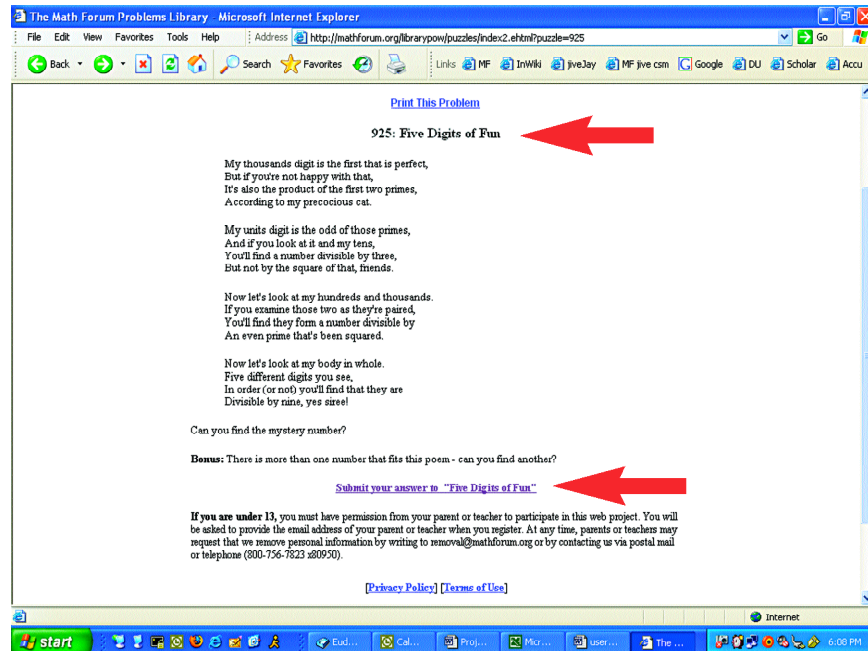 The Math Forum Problems Library - Microsoft Internet Explorer
File Edit View Favorites Tools Help Address http://mathforum.org/librarypow/puzzles/index2.ehtml?puzzle=925 Go
Back Search Favorites Links MF InWiki jiveJay MF jive csm Google DU Scholar Accu
Print This Problem
925: Five Digits of Fun
My thousands digit is the first that is perfect,
But if you're not happy with that,
It's also the product of the first two primes,
According to my precocious cat.
My units digit is the odd of those primes,
And if you look at it and my tens,
You'll find a number divisible by three,
But not by the square of that, friends.
Now let's look at my hundreds and thousands.
If you examine those two as they're paired,
You'll find they form a number divisible by
An even prime that's been squared.
Now let's look at my body in whole.
Five different digits you see,
In order (or not) you'll find that they are
Divisible by nine, yes siree!
Can you find the mystery number?
Bonus: There is more than one number that fits this poem - can you find another?
Submit your answer to "Five Digits of Fun"
If you are under 13, you must have permission from your parent or teacher to participate in this web project. You will
be asked to provide the email address of your parent or teacher when you register. At any time, parents or teachers may
request that we remove personal information by writing to removal@mathforum.org or by contacting us via postal mail
or telephone (800-756-7823 x80950).
[Privacy Policy] [Terms of Use]
Internet
start Eud... Cal... Proj... Micr... user... The ... 6:08 PM